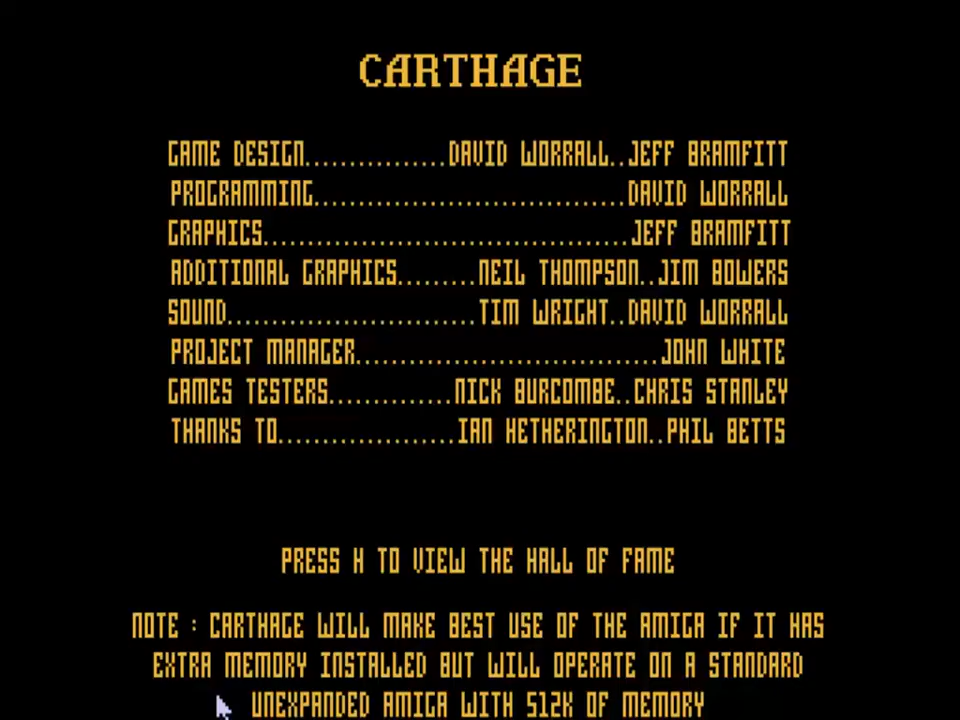 CARTHAGE
GAME DESIGN................DAVID WORRALL..JEFF BRAMFITT
PROGRAMMING...................................DAVID WORRALL
GRAPHICS.........................................JEFF BRAMFITT
ADDITIONAL GRAPHICS.........NEIL THOMPSON..JIM BOWERS
SOUND............................TIM WRIGHT..DAVID WORRALL
PROJECT MANAGER..................................JOHN WHITE
GAMES TESTERS..............NICK BURCOMBE..CHRIS STANLEY
THANKS TO....................IAN HETHERINGTON..PHIL BETTS
PRESS H TO VIEW THE HALL OF FAME
NOTE : CARTHAGE WILL MAKE BEST USE OF THE AMIGA IF IT HAS
EXTRA MEMORY INSTALLED BUT WILL OPERATE ON A STANDARD
UNEXPANDED AMIGA WITH 512K OF MEMORY